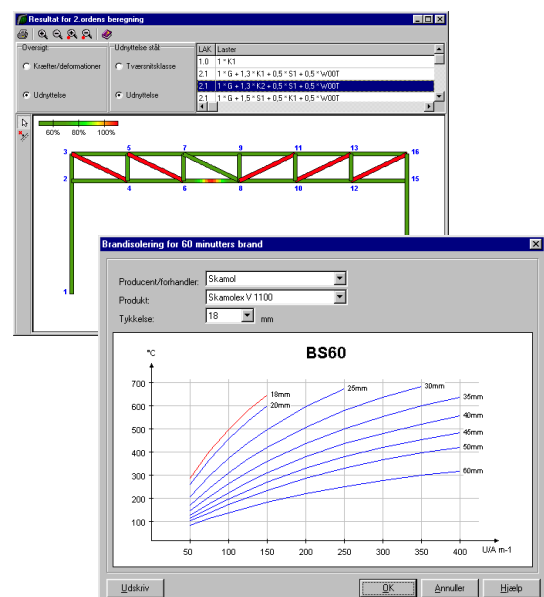 Resultat for 2.ordens beregning
Oversigt:
Kræfter/deformationer
Udnyttelse
Udnyttelse stål:
Tværsnitsklasse
Udnyttelse
LAK Laster
1.0 1 * K1
2.1 1 * G + 1,3 * K1 + 0,5 * S1 + 0,5 * W00T
2.1 1 * G + 1,3 * K2 + 0,5 * S1 + 0,5 * W00T
2.1 1 * G + 1,5 * S1 + 0,5 * K1 + 0,5 * W00T
60% 80% 100%
3 5 7 9 11 13 16
2 4 6 8 10 12 15
1
Brandisolering for 60 minutters brand
Producent/forhandler: Skamol
Produkt: Skamolex V 1100
Tykkelse: 18 mm
BS60
°C
700
600
500
400
300
200
100
18mm
20mm
25mm
30mm
35mm
40mm
45mm
50mm
60mm
50 100 150 200 250 300 350 400 U/A m-1
Udskriv OK Annuller Hjælp